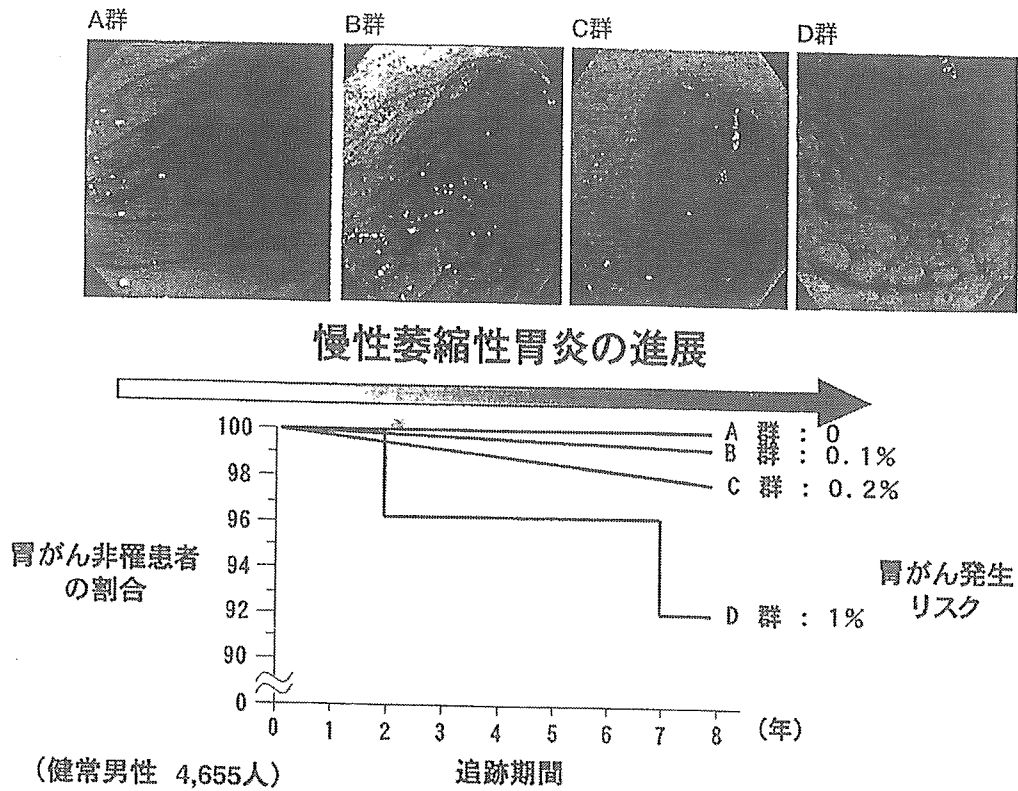 A群
B群
C群
D群
慢性萎縮性胃炎の進展
100
98
96
94
92
90
0
胃がん非罹患者
の割合
A 群 : 0
B 群 : 0.1%
C 群 : 0.2%
D 群 : 1%
胃がん発生
リスク
0 1 2 3 4 5 6 7 8 (年)
(健常男性 4,655人)
追跡期間